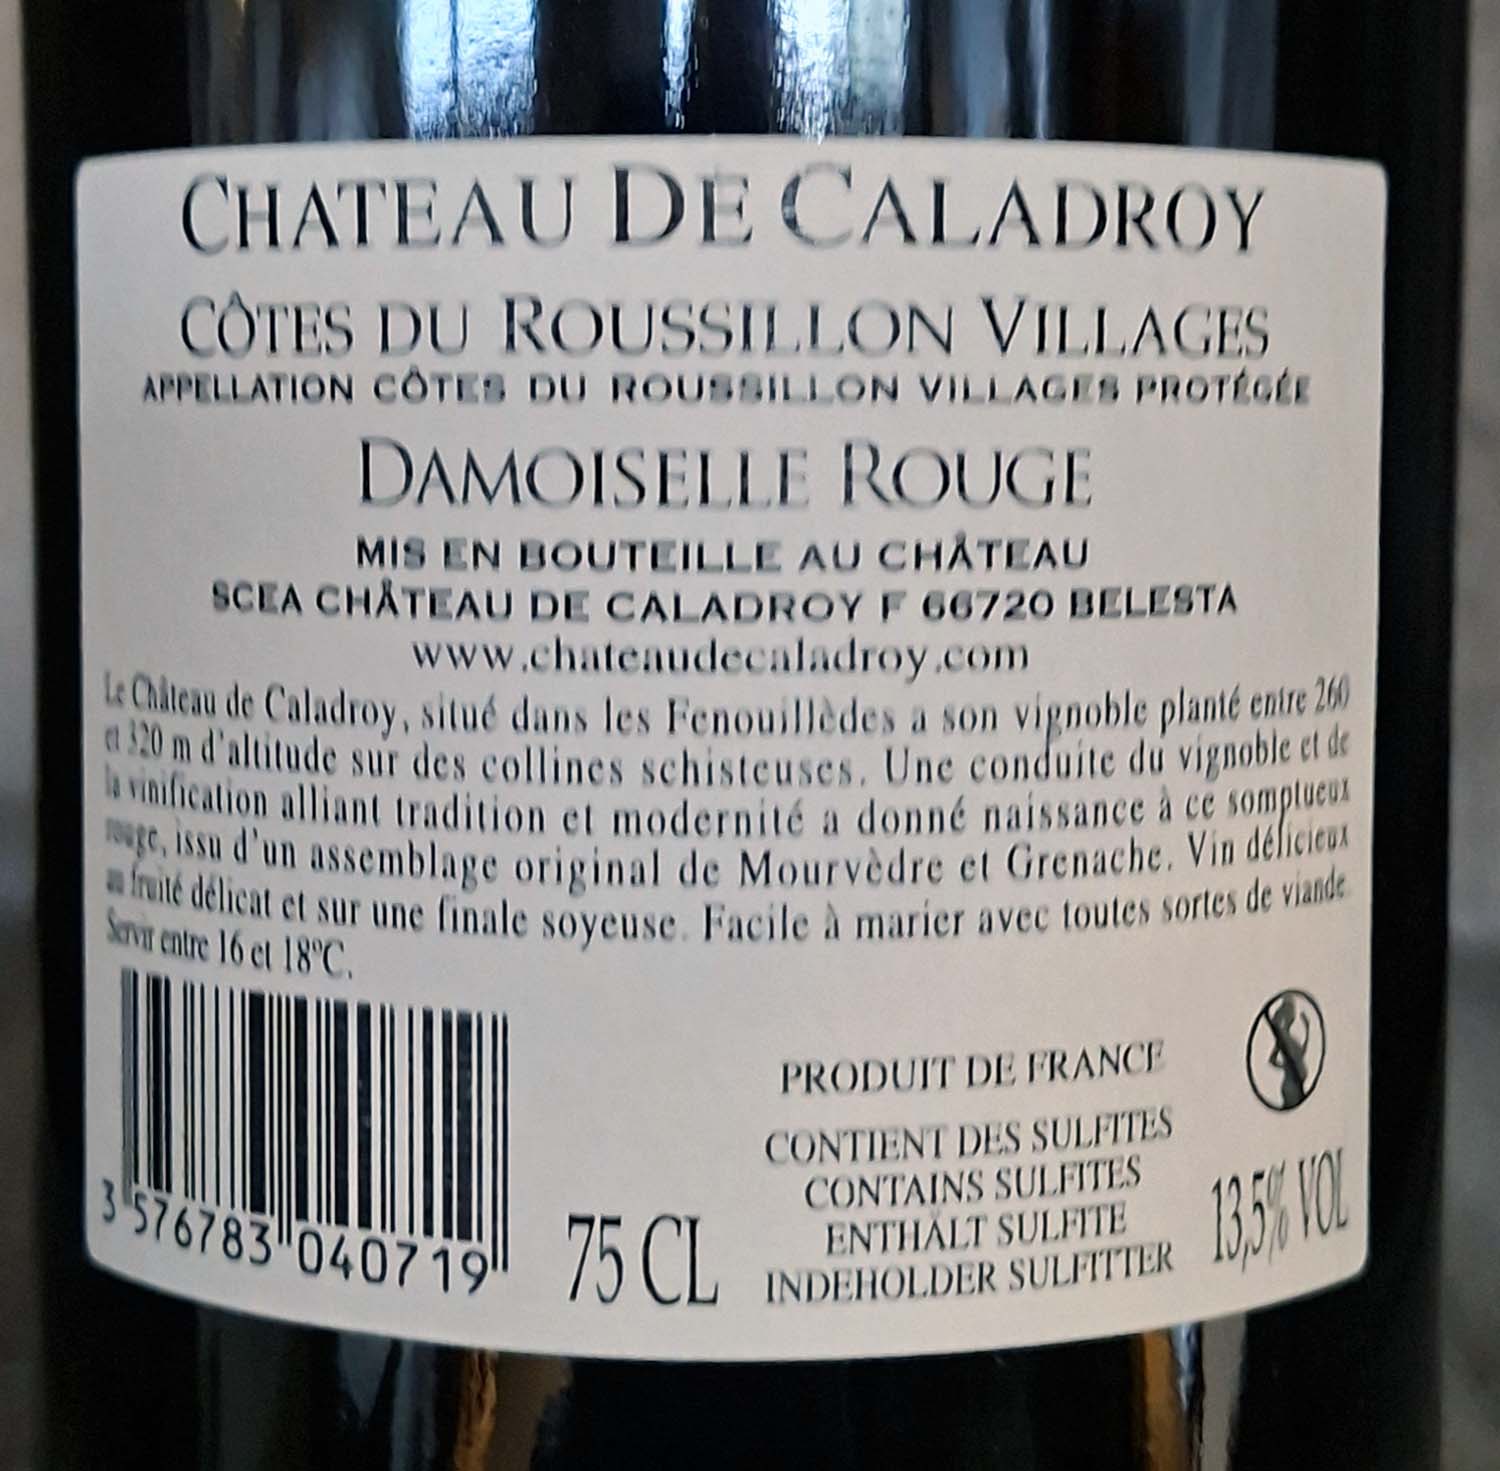 CHATEAU DE CALADROY
CÔTES DU ROUSSILLON VILLAGES
APPELLATION CÔTES DU ROUSSILLON VILLAGES PROTÉGÉE
DAMOISELLE ROUGE
MIS EN BOUTEILLE AU CHÂTEAU
SCEA CHÂTEAU DE CALADROY F 66720 BELESTA
www.chateaudecaladroy.com
Le Château de Caladroy, situé dans les Fenouillèdes a son vignoble planté entre 260
et 320 m d'altitude sur des collines schisteuses. Une conduite du vignoble et de
la vinification alliant tradition et modernité a donné naissance à ce somptueux
rouge, issu d'un assemblage original de Mourvèdre et Grenache. Vin délicieux
au fruité délicat et sur une finale soyeuse. Facile à marier avec toutes sortes de viande.
Servir entre 16 et 18°C.
3 576783 040719
75 CL
PRODUIT DE FRANCE
CONTIENT DES SULFITES
CONTAINS SULFITES
ENTHÄLT SULFITE
INDEHOLDER SULFITTER
13,5% VOL